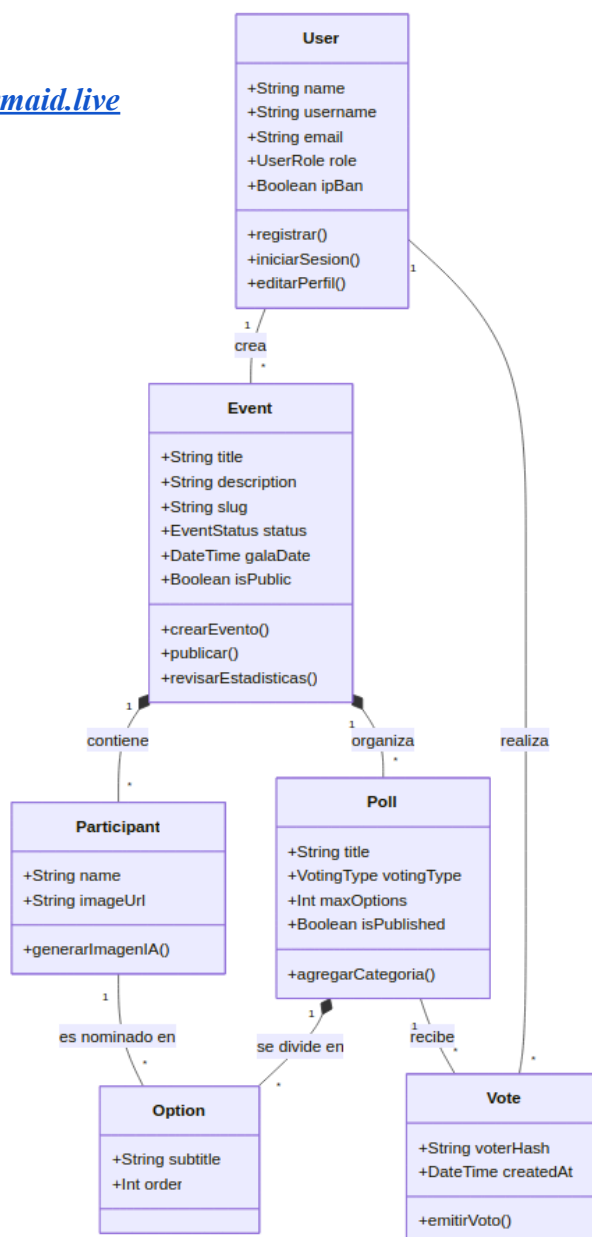 maid.live
User
+String name
+String username
+String email
+UserRole role
+Boolean ipBan
+registrar()
+iniciarSesion()
+editarPerfil()
1
1
crea
*
Event
+String title
+String description
+String slug
+EventStatus status
+DateTime galaDate
+Boolean isPublic
+crearEvento()
+publicar()
+revisarEstadisticas()
1
1
contiene
organiza
realiza
*
*
Participant
+String name
+String imageUrl
+generarImagenIA()
Poll
+String title
+VotingType votingType
+Int maxOptions
+Boolean isPublished
+agregarCategoria()
1
1
1
es nominado en
se divide en
recibe
*
*
*
*
Option
+String subtitle
+Int order
Vote
+String voterHash
+DateTime createdAt
+emitirVoto()